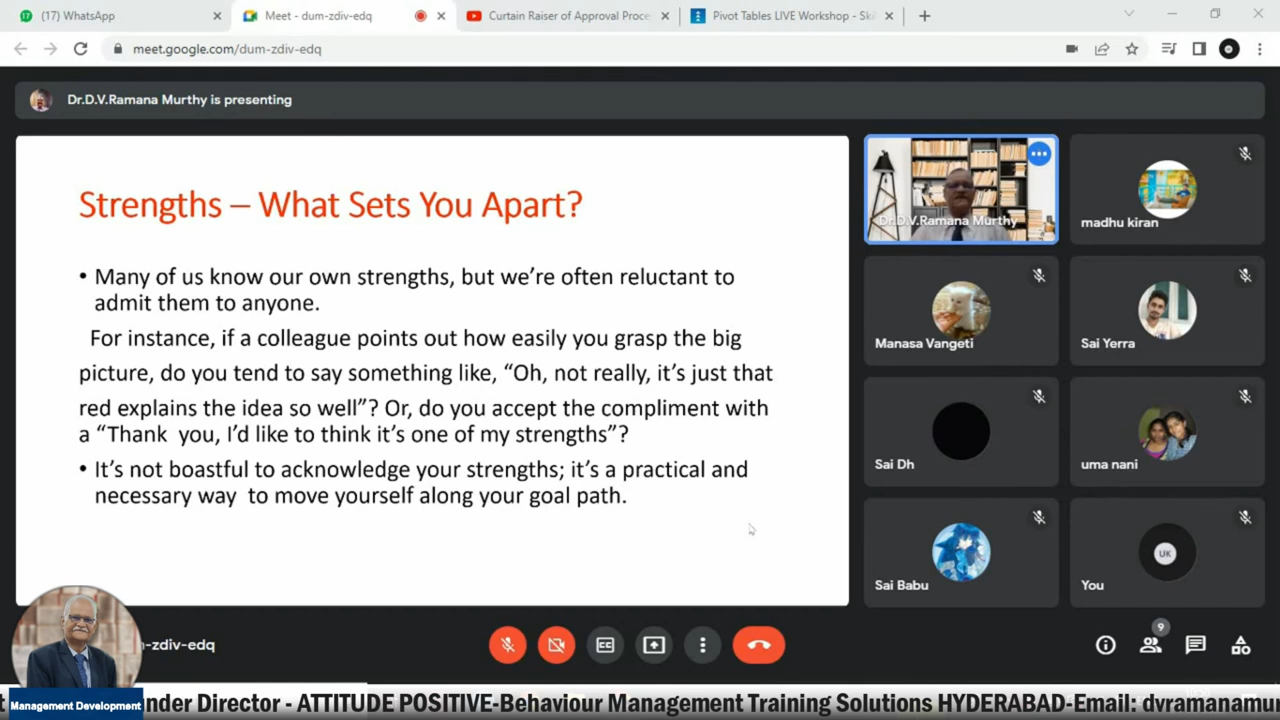 (17) WhatsApp
Meet - dum-zdiv-edq
Curtain Raiser of Approval Proce
Pivot Tables LIVE Workshop - Ski
meet.google.com/dum-zdiv-edq
Dr.D.V.Ramana Murthy is presenting
Strengths – What Sets You Apart?
• Many of us know our own strengths, but we're often reluctant to
admit them to anyone.
For instance, if a colleague points out how easily you grasp the big
picture, do you tend to say something like, "Oh, not really, it's just that
red explains the idea so well"? Or, do you accept the compliment with
a "Thank you, I'd like to think it's one of my strengths"?
• It's not boastful to acknowledge your strengths; it's a practical and
necessary way to move yourself along your goal path.
Dr.D.V.Ramana Murthy
madhu kiran
Manasa Vangeti
Sai Yerra
Sai Dh
uma nani
Sai Babu
UK
You
-zdiv-edq
CC
9
Management Development
nder Director - ATTITUDE POSITIVE-Behaviour Management Training Solutions HYDERABAD-Email: dvramanamu